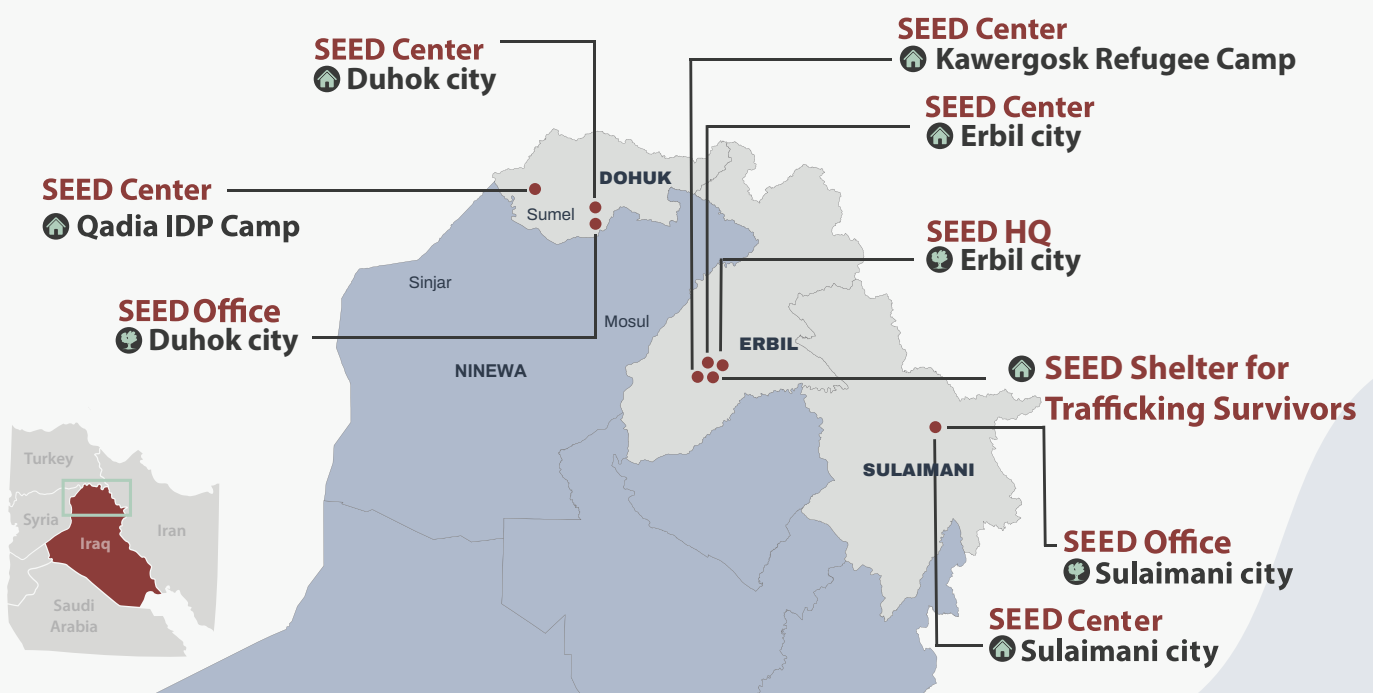 SEED Center
Duhok city
SEED Center
Kawergosk Refugee Camp
SEED Center
Erbil city
SEED Center
Qadia IDP Camp
DOHUK
Sumel
SEED HQ
Erbil city
Sinjar
SEED Office
Duhok city
Mosul
ERBIL
NINEWA
SEED Shelter for
Trafficking Survivors
SULAIMANI
Turkey
Syria
Iraq
Iran
Saudi
Arabia
SEED Office
Sulaimani city
SEED Center
Sulaimani city